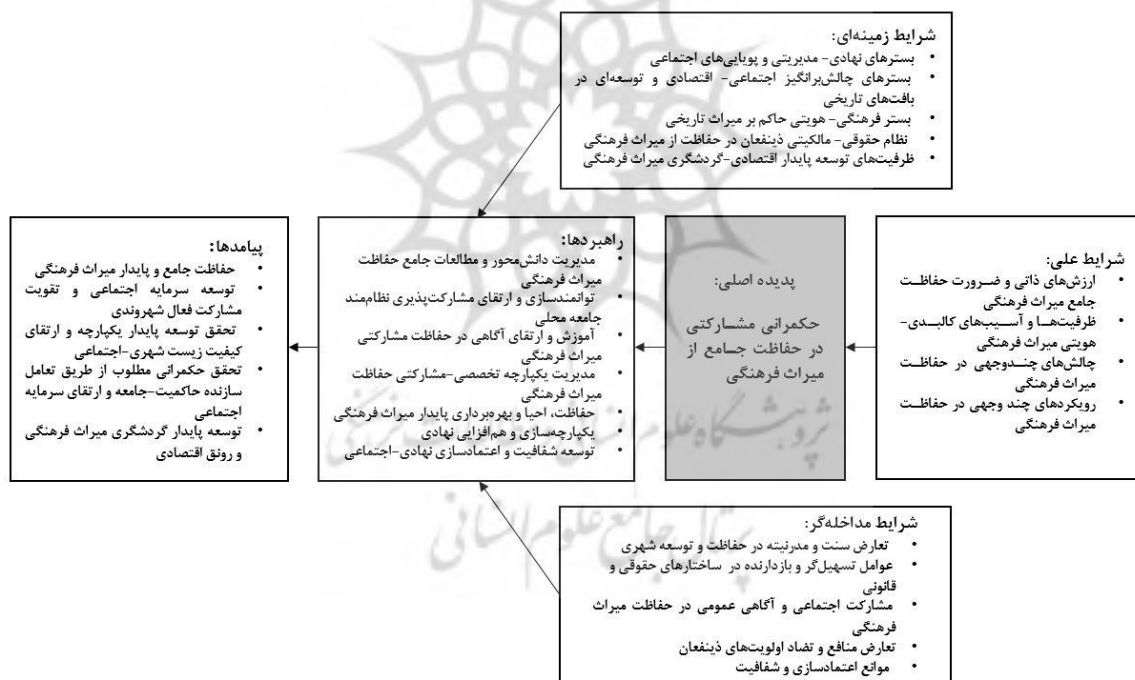 شرایط زمینه‌ای:
• بسترهای نهادی- مدیریتی و پویایی‌های اجتماعی
• بسترهای چالش‌برانگیز اجتماعی- اقتصادی و توسعه‌ای در
بافت‌های تاریخی
• بستر فرهنگی- هویتی حاکم بر میراث تاریخی
• نظام حقوقی- مالکیتی ذینفعان در حفاظت از میراث فرهنگی
• ظرفیت‌های توسعه پایدار اقتصادی-گردشگری میراث فرهنگی
شرایط علی:
• ارزش‌های ذاتی و ضرورت حفاظت
جامع میراث فرهنگی
• ظرفیت‌ها و آسیب‌های کالبدی-
هویتی میراث فرهنگی
• چالش‌های چندوجهی در حفاظت
میراث فرهنگی
• رویکردهای چند وجهی در حفاظت
میراث فرهنگی
پدیده اصلی:
حکمرانی مشارکتی
در حفاظت جامع از
میراث فرهنگی
راهبردها:
• مدیریت دانش‌محور و مطالعات جامع حفاظت
میراث فرهنگی
• توانمندسازی و ارتقای مشارکت‌پذیری نظام‌مند
جامعه محلی
• آموزش و ارتقای آگاهی در حفاظت مشارکتی
میراث فرهنگی
• مدیریت یکپارچه تخصصی-مشارکتی حفاظت
میراث فرهنگی
• حفاظت، احیا و بهره‌برداری پایدار میراث فرهنگی
• یکپارچه‌سازی و هم‌افزایی نهادی
• توسعه شفافیت و اعتمادسازی نهادی-اجتماعی
پیامدها:
• حفاظت جامع و پایدار میراث فرهنگی
• توسعه سرمایه اجتماعی و تقویت
مشارکت فعال شهروندی
• تحقق توسعه پایدار یکپارچه و ارتقای
کیفیت زیست شهری-اجتماعی
• تحقق حکمرانی مطلوب از طریق تعامل
سازنده حاکمیت-جامعه و ارتقای سرمایه
اجتماعی
• توسعه پایدار گردشگری میراث فرهنگی
و رونق اقتصادی
شرایط مداخله‌گر:
• تعارض سنت و مدرنیته در حفاظت و توسعه شهری
• عوامل تسهیل‌گر و بازدارنده در ساختارهای حقوقی و
قانونی
• مشارکت اجتماعی و آگاهی عمومی در حفاظت میراث
فرهنگی
• تعارض منافع و تضاد اولویت‌های ذینفعان
• موانع اعتمادسازی و شفافیت
پژوهشگاه علوم انسانی و مطالعات فرهنگی
پرتال جامع علوم انسانی